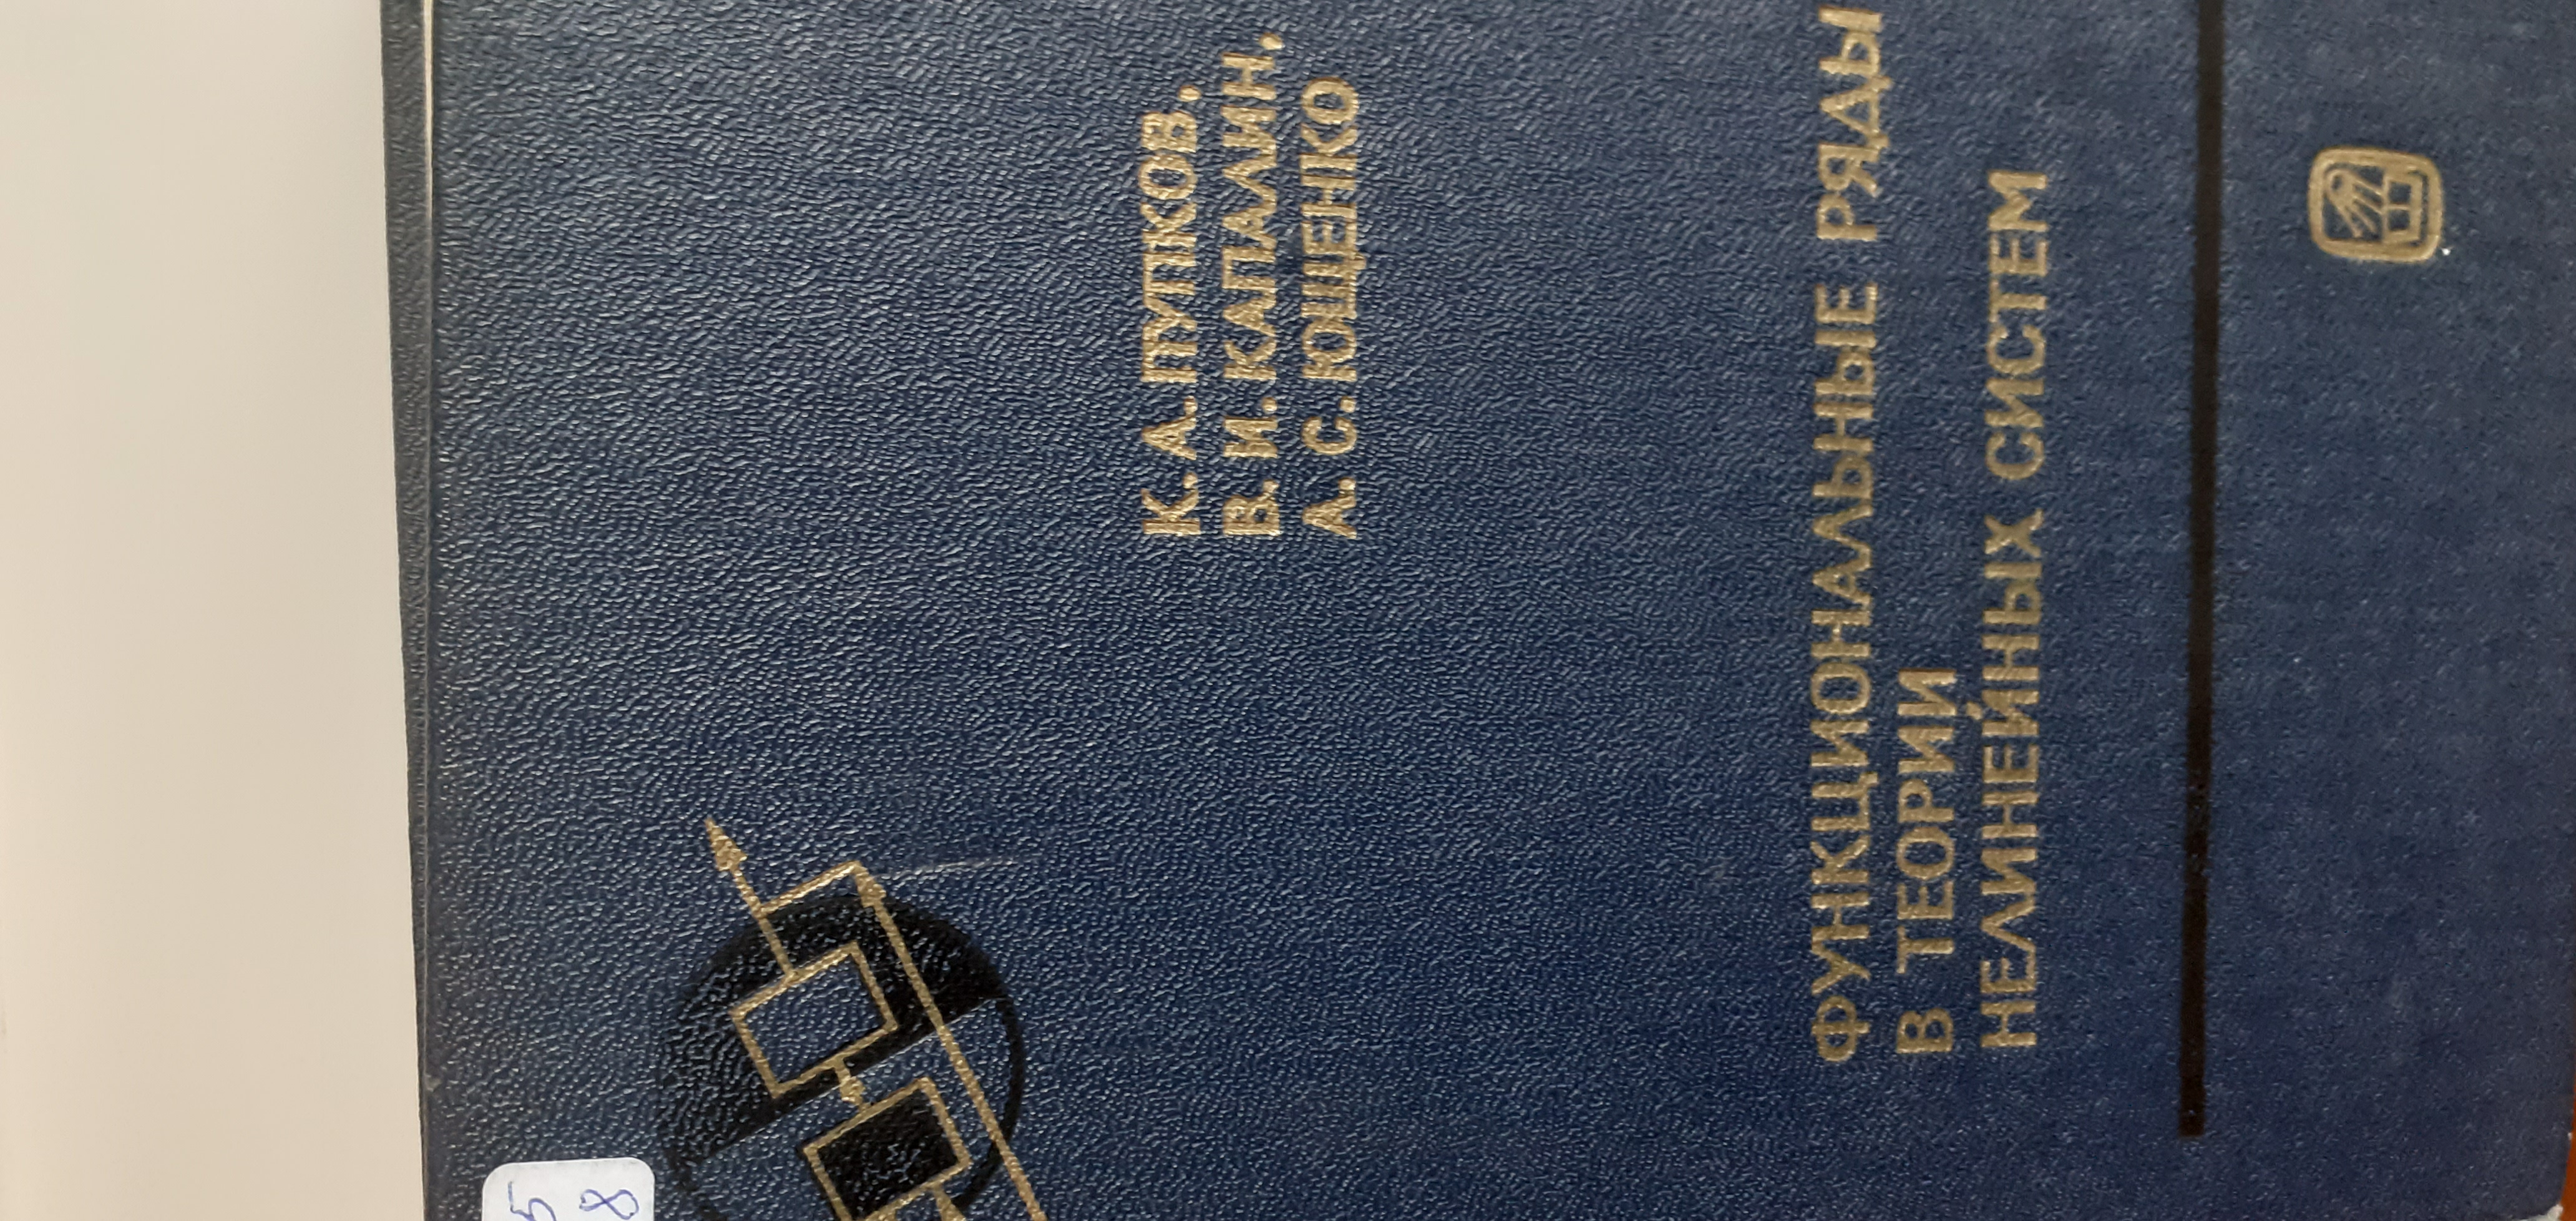 К. А. ПУПКОВ,
В. И. КАПАЛИН,
А. С. ЮЩЕНКО
ФУНКЦИОНАЛЬНЫЕ РЯДЫ
В ТЕОРИИ
НЕЛИНЕЙНЫХ СИСТЕМ